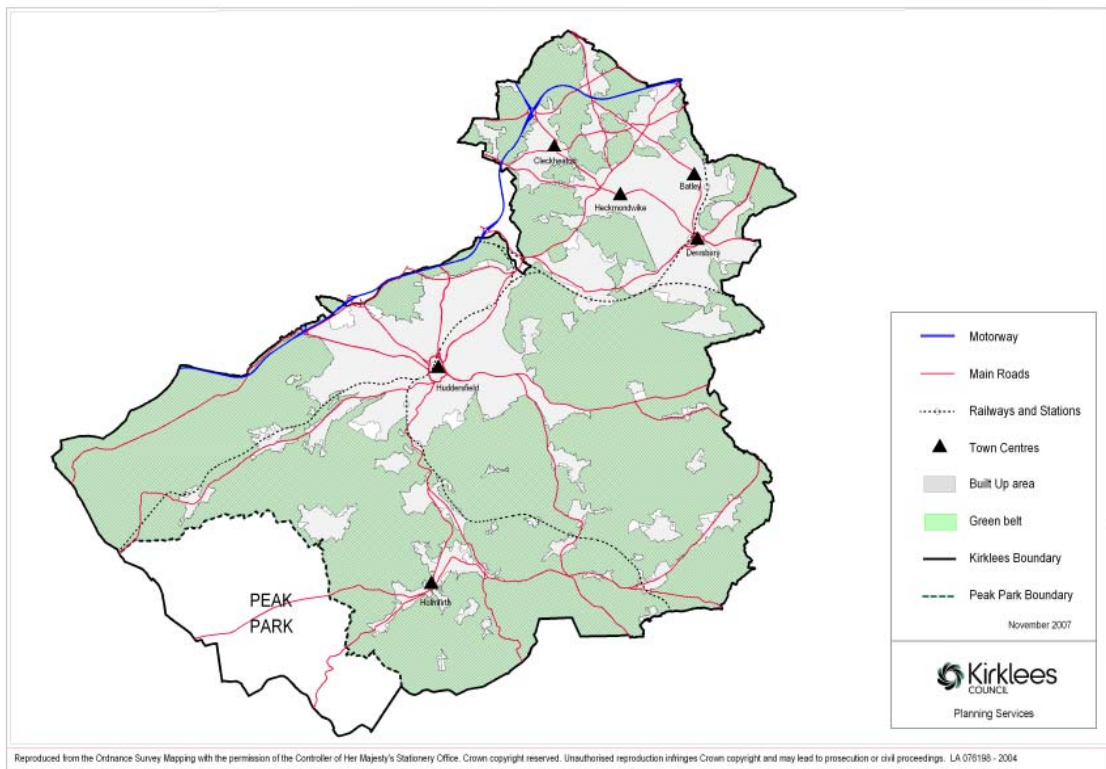 Cleckheaton
Batley
Heckmondwike
Dewsbury
Huddersfield
Holmfirth
PEAK
PARK
Motorway
Main Roads
Railways and Stations
Town Centres
Built Up area
Green belt
Kirklees Boundary
Peak Park Boundary
November 2007
Kirklees
COUNCIL
Planning Services
Reproduced from the Ordnance Survey Mapping with the permission of the Controller of Her Majesty's Stationery Office. Crown copyright reserved. Unauthorised reproduction infringes Crown copyright and may lead to prosecution or civil proceedings. LA 076198 - 2004